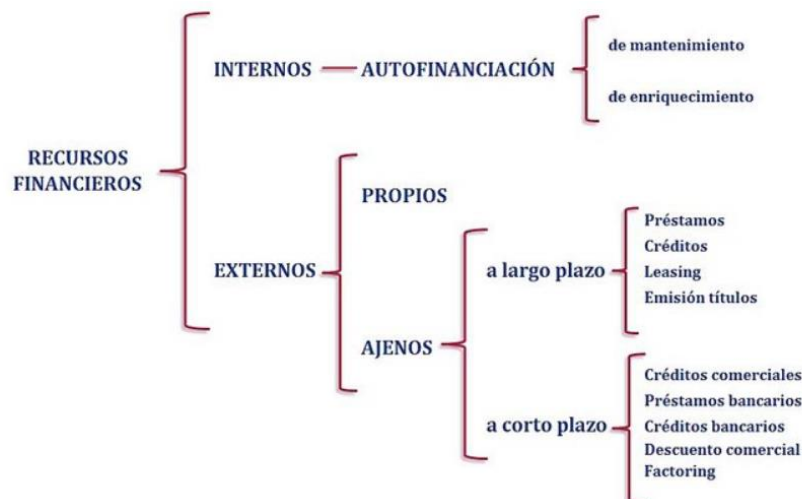 RECURSOS
FINANCIEROS
INTERNOS
AUTOFINANCIACIÓN
de mantenimiento
de enriquecimiento
EXTERNOS
PROPIOS
AJENOS
a largo plazo
Préstamos
Créditos
Leasing
Emisión títulos
a corto plazo
Créditos comerciales
Préstamos bancarios
Créditos bancarios
Descuento comercial
Factoring